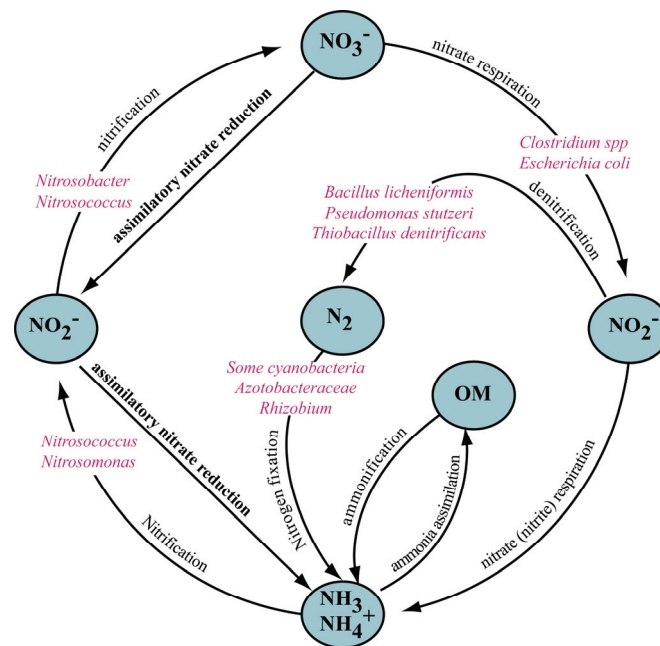 NO3-
nitrification
assimilatory nitrate reduction
nitrate respiration
Clostridium spp
Escherichia coli
Nitrosobacter
Nitrosococcus
Bacillus licheniformis
Pseudomonas stutzeri
Thiobacillus denitrificans
denitrification
NO2-
N2
NO2-
Some cyanobacteria
Azotobacteraceae
Rhizobium
OM
assimilatory nitrate reduction
Nitrosococcus
Nitrosomonas
Nitrification
Nitrogen fixation
ammonification
ammonia assimilation
nitrate (nitrite) respiration
NH3
NH4+